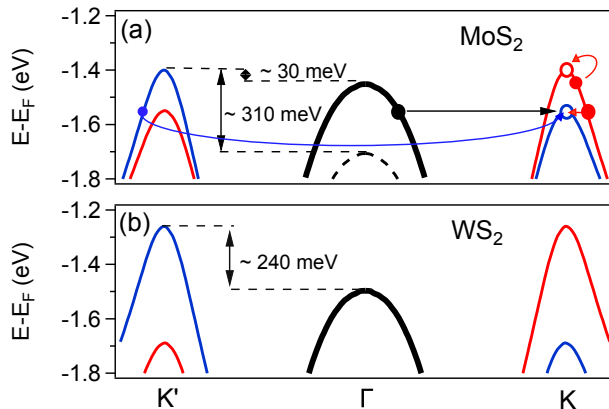 (a)
MoS2
-1.2
-1.4
-1.6
-1.8
E-EF (eV)
~ 30 meV
~ 310 meV
(b)
WS2
-1.2
-1.4
-1.6
-1.8
E-EF (eV)
~ 240 meV
K' Γ K